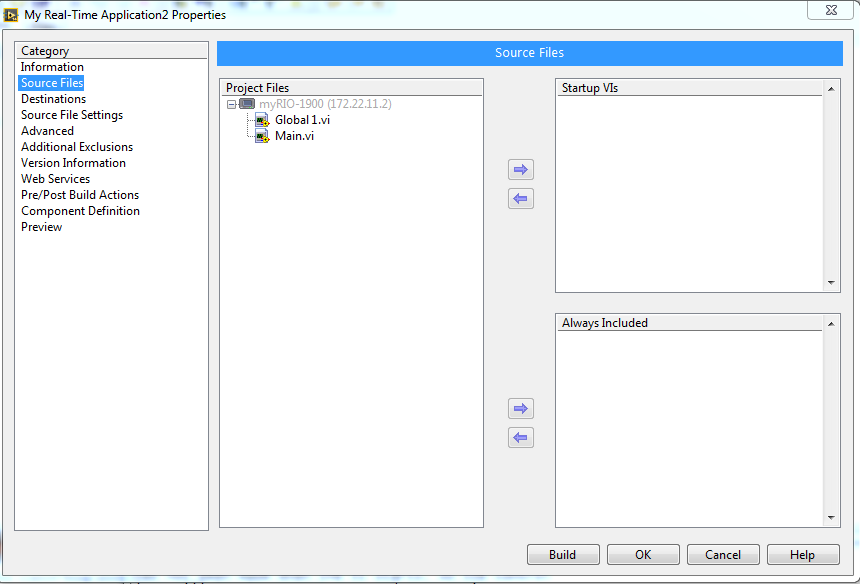 My Real-Time Application2 Properties
Category
Information
Source Files
Destinations
Source File Settings
Advanced
Additional Exclusions
Version Information
Web Services
Pre/Post Build Actions
Component Definition
Preview
Source Files
Project Files
myRIO-1900 (172.22.11.2)
Global 1.vi
Main.vi
Startup VIs
Always Included
Build
OK
Cancel
Help